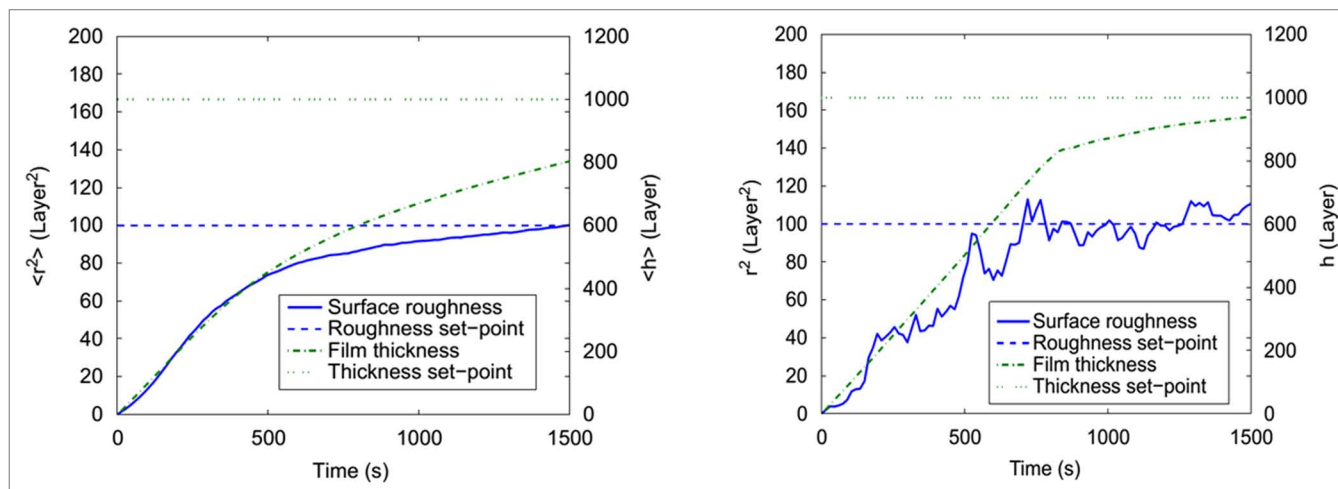 200
180
160
140
120
100
80
60
40
20
0
<r²> (Layer²)
1200
1000
800
600
400
200
0
<h> (Layer)
Surface roughness
Roughness set-point
Film thickness
Thickness set-point
0 500 1000 1500
Time (s)
200
180
160
140
120
100
80
60
40
20
0
r² (Layer²)
1200
1000
800
600
400
200
0
h (Layer)
Surface roughness
Roughness set-point
Film thickness
Thickness set-point
0 500 1000 1500
Time (s)